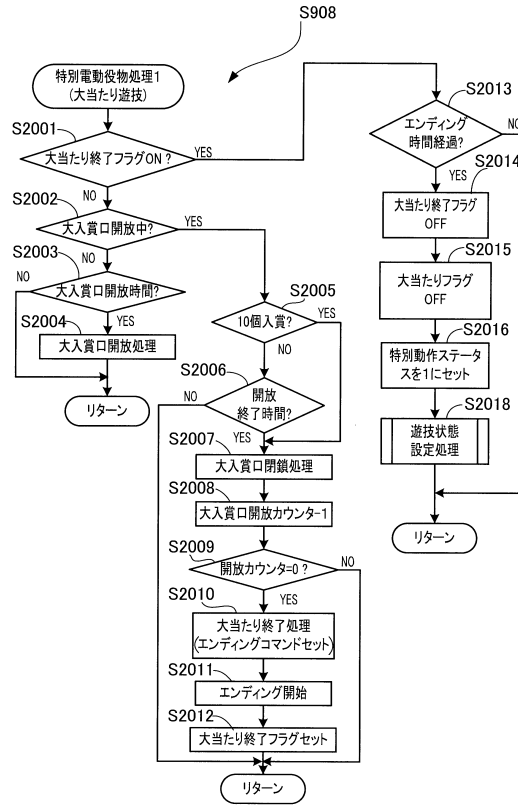 S908
特別電動役物処理1
(大当たり遊技)
S2001
大当たり終了フラグON?
YES
NO
S2002
大入賞口開放中?
YES
NO
S2003
大入賞口開放時間?
NO
YES
S2004
大入賞口開放処理
リターン
S2005
10個入賞?
YES
NO
S2006
開放
終了時間?
NO
YES
S2007
大入賞口閉鎖処理
S2008
大入賞口開放カウンタ-1
S2009
開放カウンタ=0?
NO
YES
S2010
大当たり終了処理
(エンディングコマンドセット)
S2011
エンディング開始
S2012
大当たり終了フラグセット
リターン
S2013
エンディング
時間経過?
NO
YES
S2014
大当たり終了フラグ
OFF
S2015
大当たりフラグ
OFF
S2016
特別動作ステータ
スを1にセット
S2018
遊技状態
設定処理
リターン